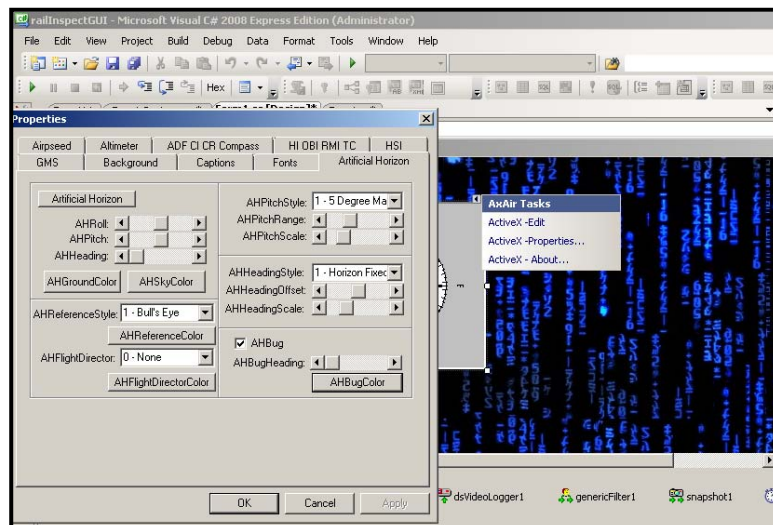 railInspectGUI - Microsoft Visual C# 2008 Express Edition (Administrator)
File Edit View Project Build Debug Data Format Tools Window Help
Hex
Properties
Airspeed Altimeter ADF CI CR Compass HI OBI RMI TC HSI
GMS Background Captions Fonts Artificial Horizon
Artificial Horizon
AHRoll:
AHPitch:
AHHeading:
AHGroundColor AHSkyColor
AHReferenceStyle: 1 - Bull's Eye
AHReferenceColor
AHFlightDirector: 0 - None
AHFlightDirectorColor
AHPitchStyle: 1 - 5 Degree Ma
AHPitchRange:
AHPitchScale:
AHHeadingStyle: 1 - Horizon Fixed
AHHeadingOffset:
AHHeadingScale:
AHBug
AHBugHeading:
AHBugColor
OK Cancel Apply
AxAir Tasks
ActiveX -Edit
ActiveX -Properties...
ActiveX - About...
E
dsVideoLogger1 genericFilter1 snapshot1